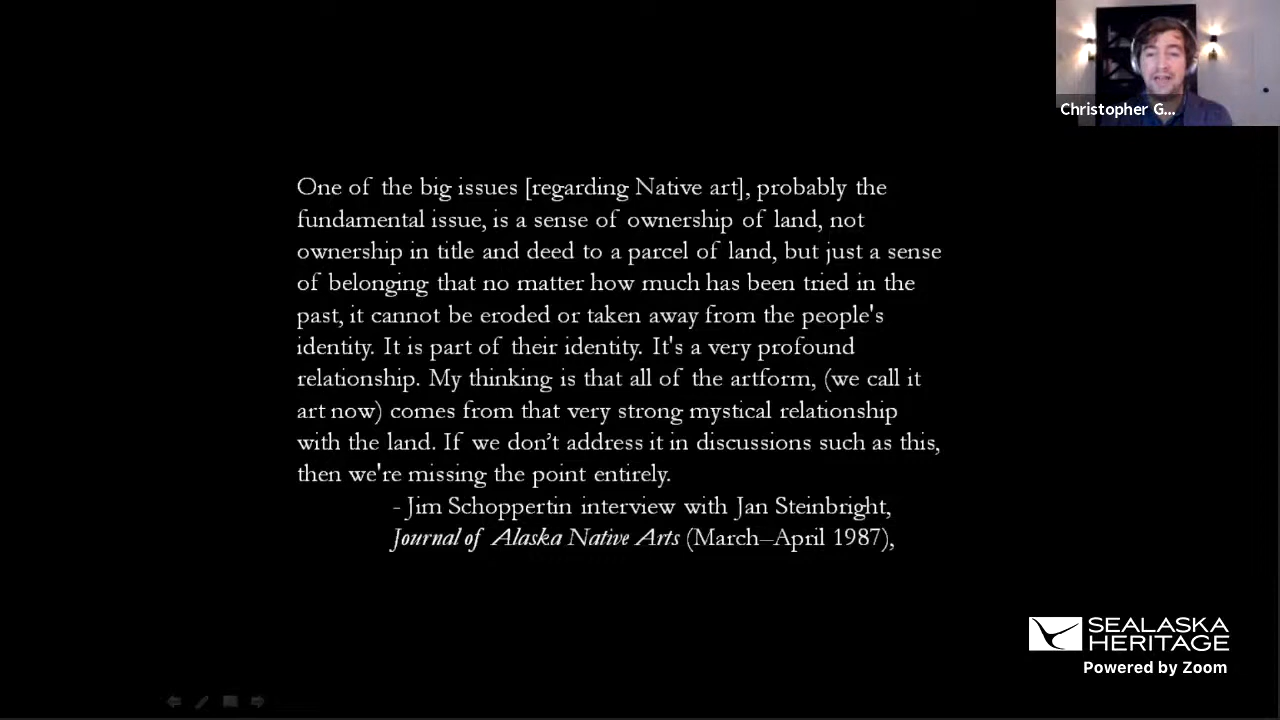 Christopher G...
One of the big issues [regarding Native art], probably the
fundamental issue, is a sense of ownership of land, not
ownership in title and deed to a parcel of land, but just a sense
of belonging that no matter how much has been tried in the
past, it cannot be eroded or taken away from the people's
identity. It is part of their identity. It's a very profound
relationship. My thinking is that all of the artform, (we call it
art now) comes from that very strong mystical relationship
with the land. If we don’t address it in discussions such as this,
then we're missing the point entirely.
- Jim Schoppertin interview with Jan Steinbright,
Journal of Alaska Native Arts (March–April 1987),
SEALASKA
HERITAGE
Powered by Zoom